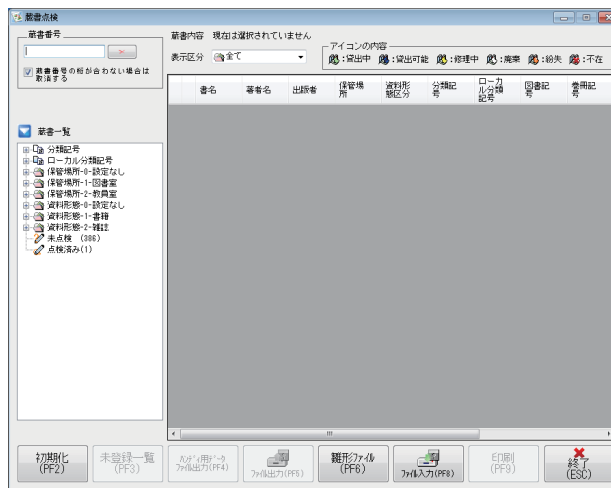 蔵書点検
蔵書番号
蔵書番号の桁が合わない場合は
取消する
蔵書内容 現在は選択されていません
表示区分 全て
アイコンの内容
:貸出中 :貸出可能 :修理中 :廃棄 :紛失 :不在
書名 著者名 出版者 保管場所 資料形態区分 分類記号 ローカル分類記号 図書記号 巻冊記号
蔵書一覧
分類記号
ローカル分類記号
保管場所-0-設定なし
保管場所-1-図書室
保管場所-2-教員室
資料形態-0-設定なし
資料形態-1-書籍
資料形態-2-雑誌
未点検 (386)
点検済み(1)
初期化
(PF2)
未登録一覧
(PF3)
ﾊﾝﾃﾞｨ用ﾃﾞｰﾀ
ﾌｧｲﾙ出力(PF4)
ﾌｧｲﾙ出力(PF5)
雛形ﾌｧｲﾙ
(PF6)
ﾌｧｲﾙ入力(PF8)
印刷
(PF9)
終了
(ESC)